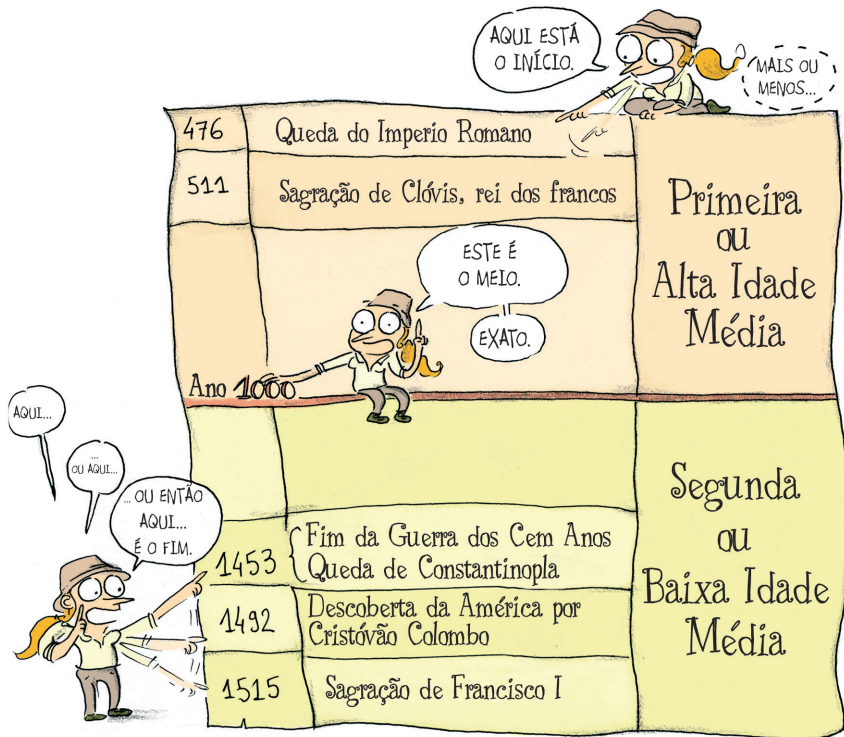 AQUI ESTÁ
O INÍCIO.
MAIS OU
MENOS...
476
Queda do Imperio Romano
511
Sagração de Clóvis, rei dos francos
Primeira
ou
Alta Idade
Média
ESTE É
O MEIO.
EXATO.
Ano 1000
AQUI...
...
OU AQUI...
... OU ENTÃO
AQUI...
É O FIM.
Segunda
ou
Baixa Idade
Média
1453
Fim da Guerra dos Cem Anos
Queda de Constantinopla
1492
Descoberta da América por
Cristóvão Colombo
1515
Sagração de Francisco I